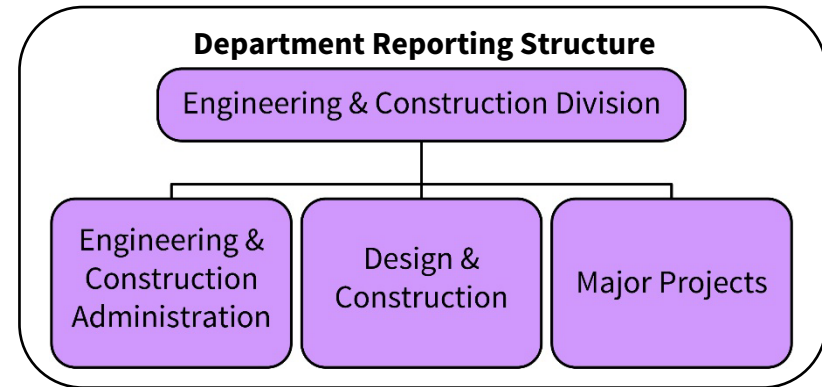 Department Reporting Structure
Engineering & Construction Division
Engineering &
Construction
Administration
Design &
Construction
Major Projects